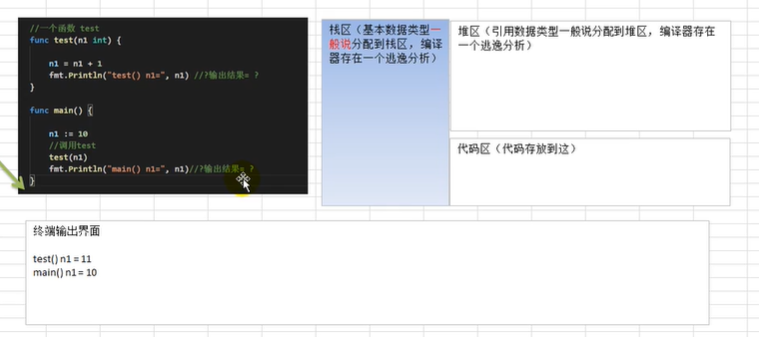 //一个函数 test
func test(n1 int) {
n1 = n1 + 1
fmt.Println("test() n1=", n1) //?输出结果= ?
}
func main() {
n1 := 10
//调用test
test(n1)
fmt.Println("main() n1=", n1)//?输出结果= ?
}
栈区（基本数据类型一
般说分配到栈区，编译
器存在一个逃逸分析）
堆区（引用数据类型一般说分配到堆区，编译器存在
一个逃逸分析）
代码区（代码存放到这）
终端输出界面
test() n1 = 11
main() n1 = 10